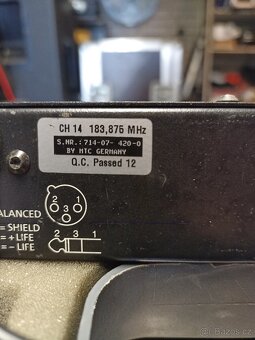 CH 14 183,875 MHz
S.NR.: 714-07- 420-0
BY MTC GERMANY
Q.C. Passed 12
ALANCED
2 1
3
= SHIELD
= + LIFE
2 3 1
= - LIFE
bazos.cz